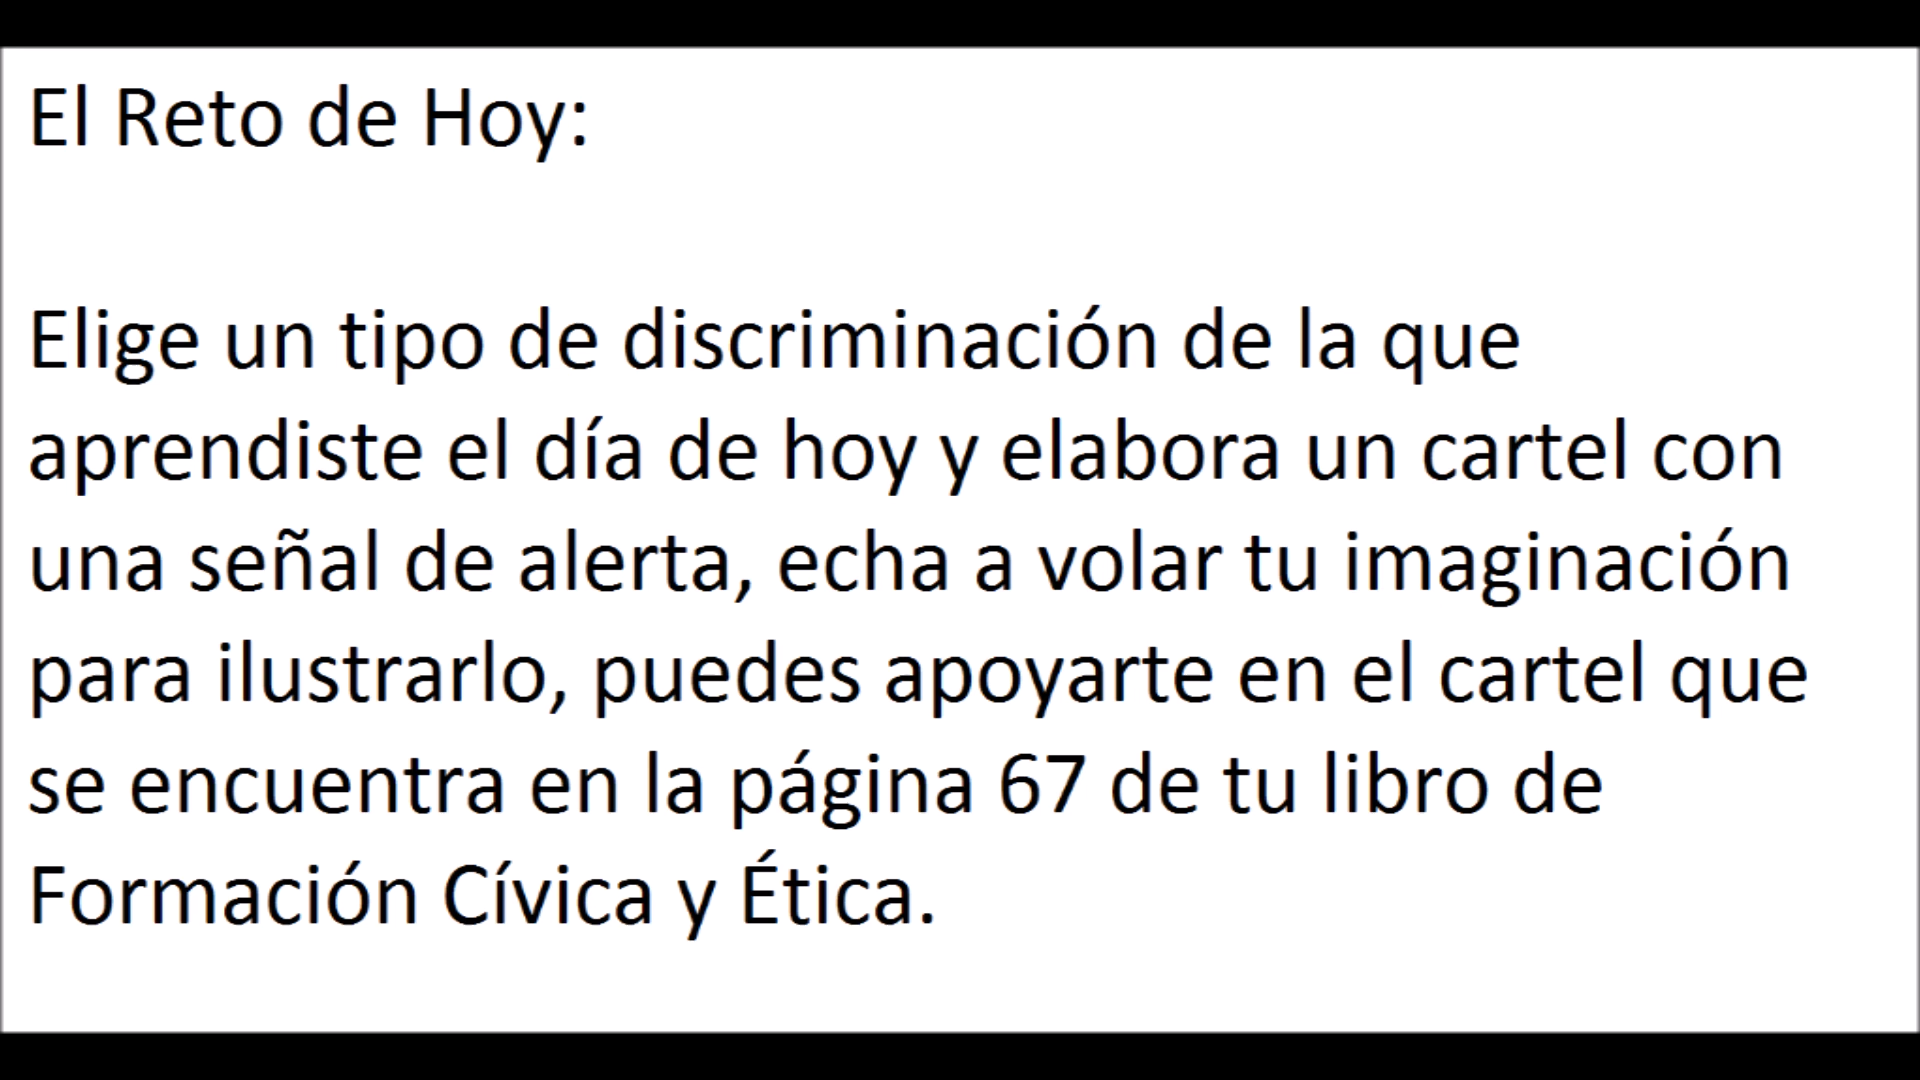 El Reto de Hoy:
Elige un tipo de discriminación de la que
aprendiste el día de hoy y elabora un cartel con
una señal de alerta, echa a volar tu imaginación
para ilustrarlo, puedes apoyarte en el cartel que
se encuentra en la página 67 de tu libro de
Formación Cívica y Ética.